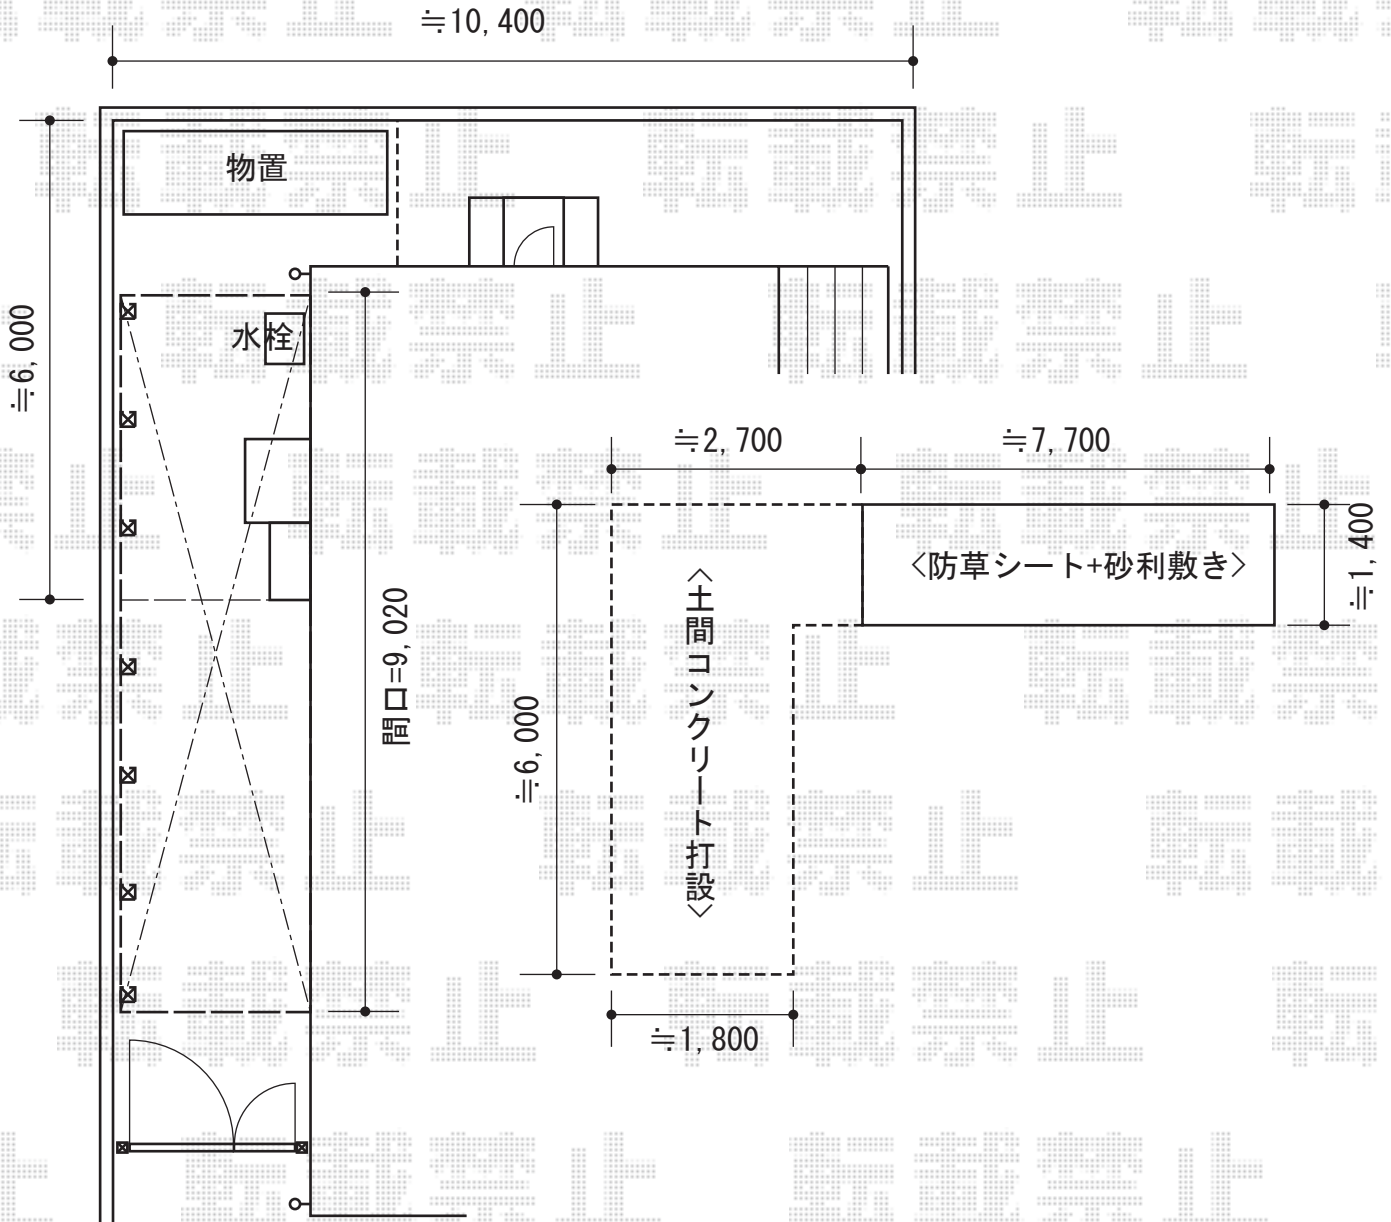 ≒10,400
物置
≒6,000
水栓
間口=9,020
≒2,700
≒7,700
≒1,400
<防草シート+砂利敷き>
<土間コンクリート打設>
≒6,000
≒1,800
転載禁止